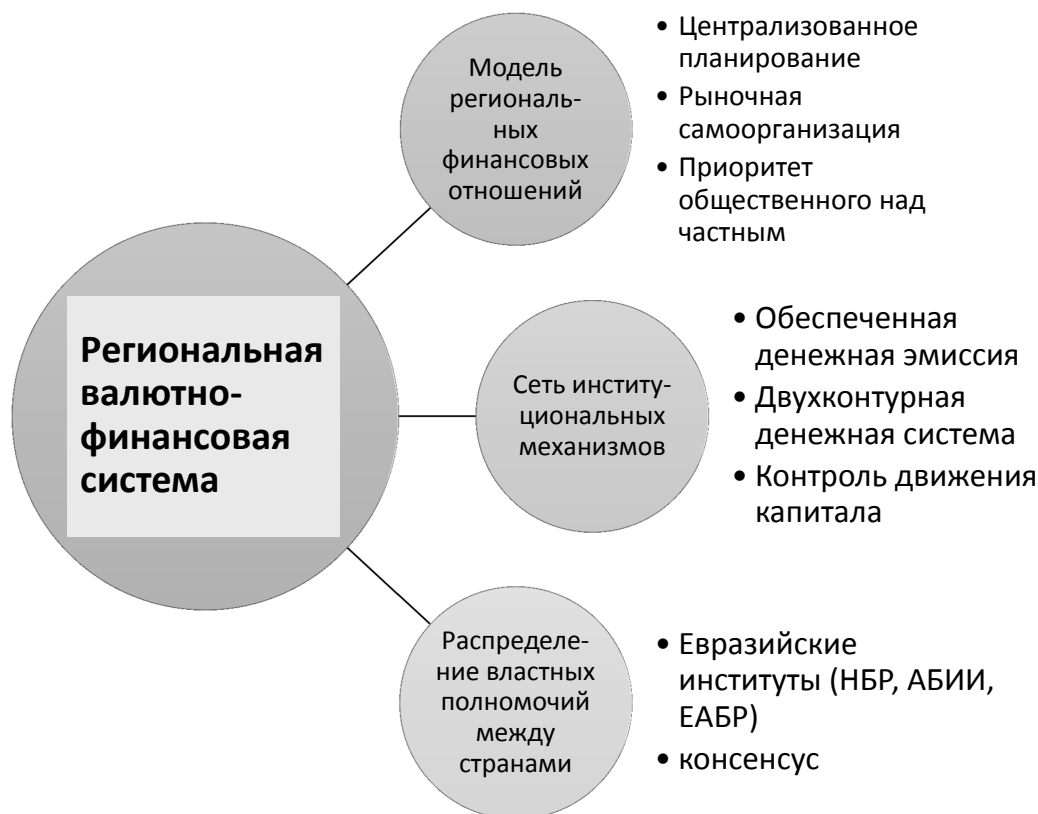 Региональная
валютно-
финансовая
система
Модель
региональ-
ных
финансовых
отношений
• Централизованное
планирование
• Рыночная
самоорганизация
• Приоритет
общественного над
частным
Сеть институ-
циональных
механизмов
• Обеспеченная
денежная эмиссия
• Двухконтурная
денежная система
• Контроль движения
капитала
Распределе-
ние властных
полномочий
между
странами
• Евразийские
институты (НБР, АБИИ,
ЕАБР)
• консенсус